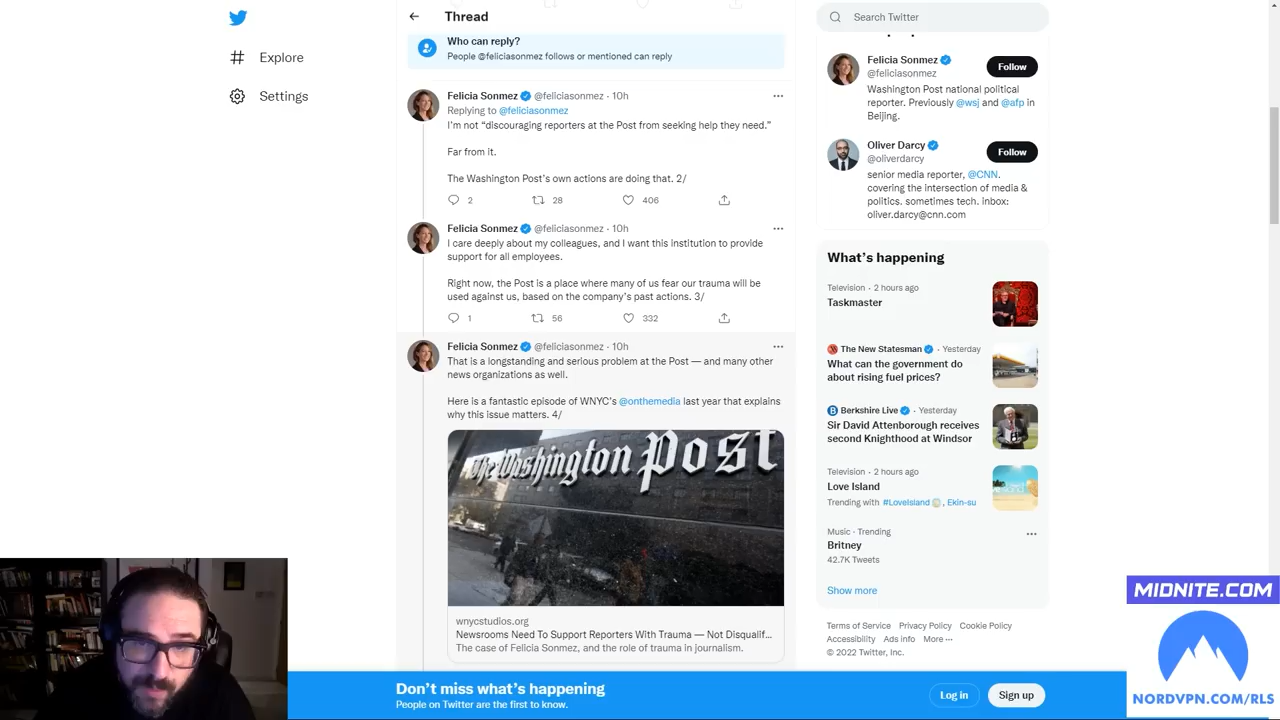 Explore
Settings
Thread
Who can reply?
People @feliciasonmez follows or mentioned can reply
Felicia Sonmez @feliciasonmez · 10h
Replying to @feliciasonmez
I'm not “discouraging reporters at the Post from seeking help they need.”
Far from it.
The Washington Post's own actions are doing that. 2/
2 28 406
Felicia Sonmez @feliciasonmez · 10h
I care deeply about my colleagues, and I want this institution to provide
support for all employees.
Right now, the Post is a place where many of us fear our trauma will be
used against us, based on the company's past actions. 3/
1 56 332
Felicia Sonmez @feliciasonmez · 10h
That is a longstanding and serious problem at the Post — and many other
news organizations as well.
Here is a fantastic episode of WNYC's @onthemedia last year that explains
why this issue matters. 4/
The Washington Post
wnycstudios.org
Newsrooms Need To Support Reporters With Trauma — Not Disqualif...
The case of Felicia Sonmez, and the role of trauma in journalism.
Search Twitter
Felicia Sonmez
@feliciasonmez
Follow
Washington Post national political
reporter. Previously @wsj and @afp in
Beijing.
Oliver Darcy
@oliverdarcy
Follow
senior media reporter, @CNN.
covering the intersection of media &
politics. sometimes tech. inbox:
oliver.darcy@cnn.com
What's happening
Television · 2 hours ago
Taskmaster
The New Statesman · Yesterday
What can the government do
about rising fuel prices?
Berkshire Live · Yesterday
Sir David Attenborough receives
second Knighthood at Windsor
Television · 2 hours ago
Love Island
Trending with #LoveIsland, Ekin-su
Music · Trending
Britney
42.7K Tweets
Show more
Terms of Service Privacy Policy Cookie Policy
Accessibility Ads info More ···
© 2022 Twitter, Inc.
MIDNITE.COM
NORDVPN.COM/RLS
Don't miss what's happening
People on Twitter are the first to know.
Log in
Sign up